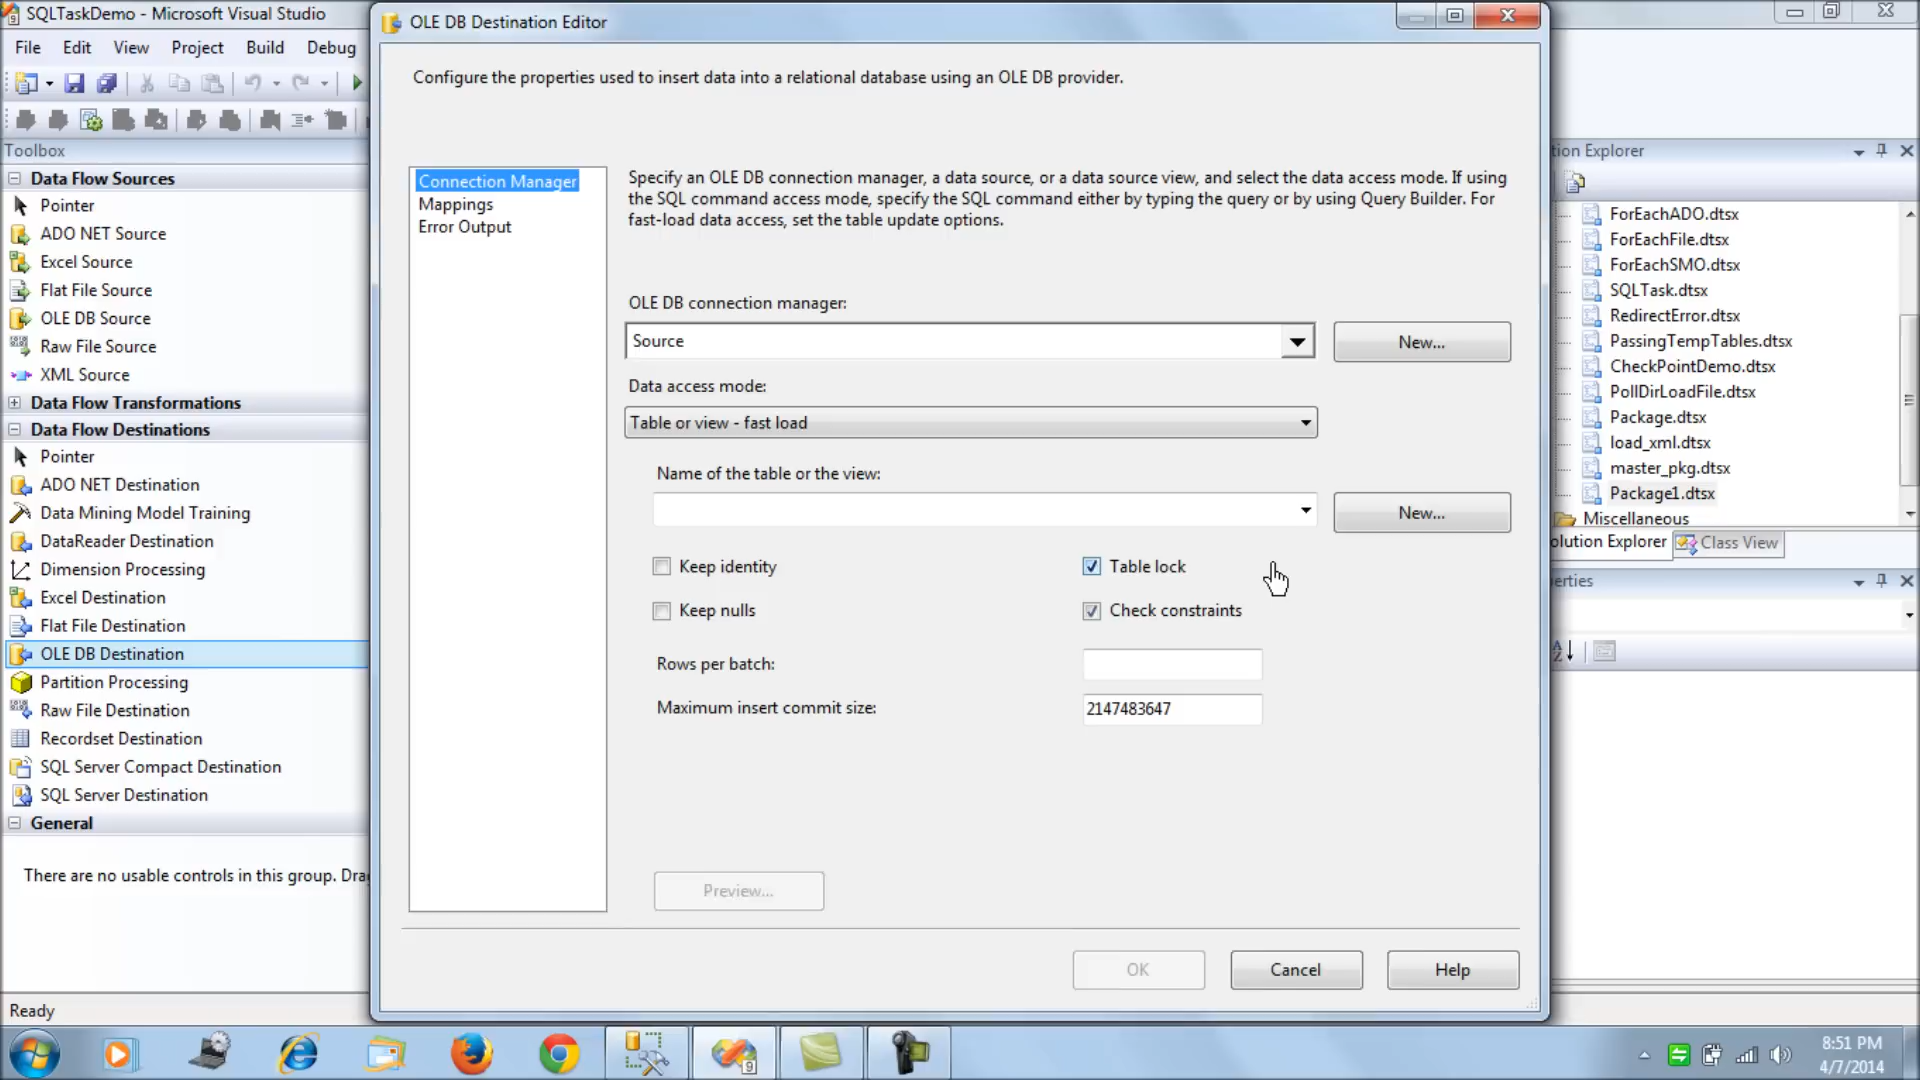 SQLTaskDemo - Microsoft Visual Studio
File Edit View Project Build Debug
Toolbox
Data Flow Sources
Pointer
ADO NET Source
Excel Source
Flat File Source
OLE DB Source
Raw File Source
XML Source
Data Flow Transformations
Data Flow Destinations
Pointer
ADO NET Destination
Data Mining Model Training
DataReader Destination
Dimension Processing
Excel Destination
Flat File Destination
OLE DB Destination
Partition Processing
Raw File Destination
Recordset Destination
SQL Server Compact Destination
SQL Server Destination
General
There are no usable controls in this group. Dra
Ready
OLE DB Destination Editor
Configure the properties used to insert data into a relational database using an OLE DB provider.
Connection Manager
Mappings
Error Output
Specify an OLE DB connection manager, a data source, or a data source view, and select the data access mode. If using
the SQL command access mode, specify the SQL command either by typing the query or by using Query Builder. For
fast-load data access, set the table update options.
OLE DB connection manager:
Source
New...
Data access mode:
Table or view - fast load
Name of the table or the view:
New...
Keep identity
Table lock
Keep nulls
Check constraints
Rows per batch:
Maximum insert commit size:
2147483647
Preview...
OK
Cancel
Help
tion Explorer
ForEachADO.dtsx
ForEachFile.dtsx
ForEachSMO.dtsx
SQLTask.dtsx
RedirectError.dtsx
PassingTempTables.dtsx
CheckPointDemo.dtsx
PollDirLoadFile.dtsx
Package.dtsx
load_xml.dtsx
master_pkg.dtsx
Package1.dtsx
Miscellaneous
olution Explorer
Class View
erties
8:51 PM
4/7/2014